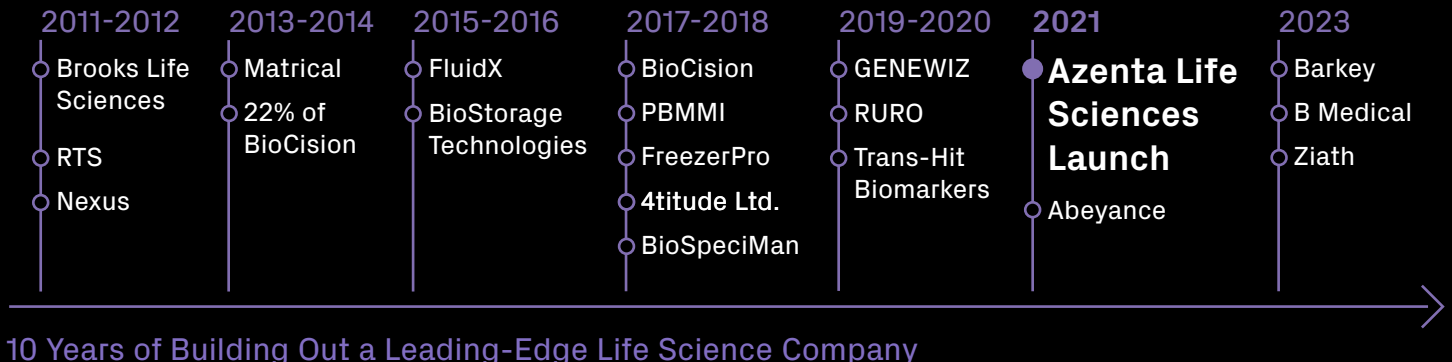 2011-2012
Brooks Life
Sciences
RTS
Nexus
2013-2014
Matrical
22% of
BioCision
2015-2016
FluidX
BioStorage
Technologies
2017-2018
BioCision
PBMMI
FreezerPro
4titude Ltd.
BioSpeciMan
2019-2020
GENEWIZ
RURO
Trans-Hit
Biomarkers
2021
Azenta Life
Sciences
Launch
Abeyance
2023
Barkey
B Medical
Ziath
10 Years of Building Out a Leading-Edge Life Science Company